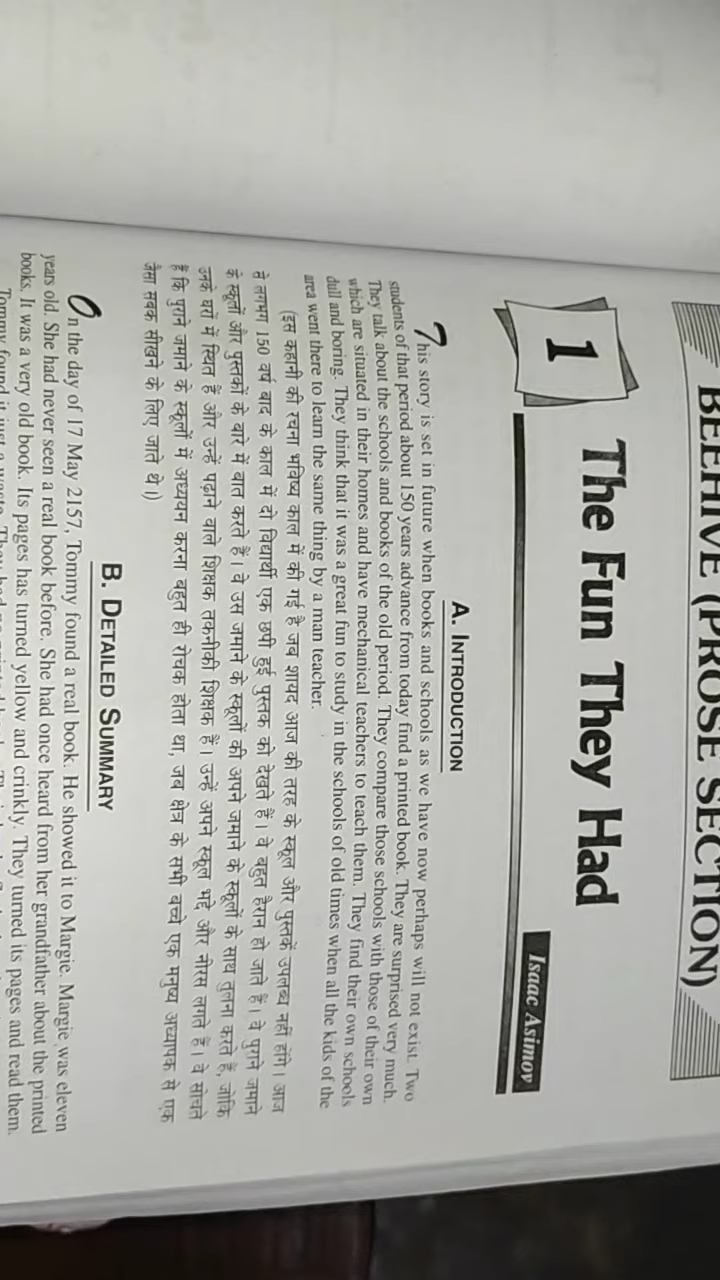 BEEHIVE (PROSE SECTION)
1
The Fun They Had
Isaac Asimov
A. INTRODUCTION
This story is set in future when books and schools as we have now perhaps will not exist. Two
students of that period about 150 years advance from today find a printed book. They are surprised very much.
They talk about the schools and books of the old period. They compare those schools with those of their own
which are situated in their homes and have mechanical teachers to teach them. They find their own schools
dull and boring. They think that it was a great fun to study in the schools of old times when all the kids of the
area went there to learn the same thing by a man teacher.
(इस कहानी की रचना भविष्य काल में की गई है जब शायद आज की तरह के स्कूल और पुस्तकें उपलब्ध नहीं होंगे। आज
से लगभग 150 वर्ष बाद के काल में दो विद्यार्थी एक छपी हुई पुस्तक को देखते हैं। वे बहुत हैरान हो जाते हैं। वे पुराने जमाने
के स्कूलों और पुस्तकों के बारे में बात करते हैं। वे उस जमाने के स्कूलों की अपने जमाने के स्कूलों के साथ तुलना करते हैं, जोकि
उनके घरों में स्थित हैं और उन्हें पढ़ाने वाले शिक्षक तकनीकी शिक्षक हैं। उन्हें अपने स्कूल भद्दे और नीरस लगते हैं। वे सोचते
हैं कि पुराने जमाने के स्कूलों में अध्ययन करना बहुत ही रोचक होता था, जब क्षेत्र के सभी बच्चे एक मनुष्य अध्यापक से एक
जैसा सबक सीखने के लिए जाते थे।)
B. DETAILED SUMMARY
On the day of 17 May 2157, Tommy found a real book. He showed it to Margie. Margie was eleven
years old. She had never seen a real book before. She had once heard from her grandfather about the printed
books. It was a very old book. Its pages has turned yellow and crinkly. They turned its pages and read them.
Tommy found it just a waste. They had no printed